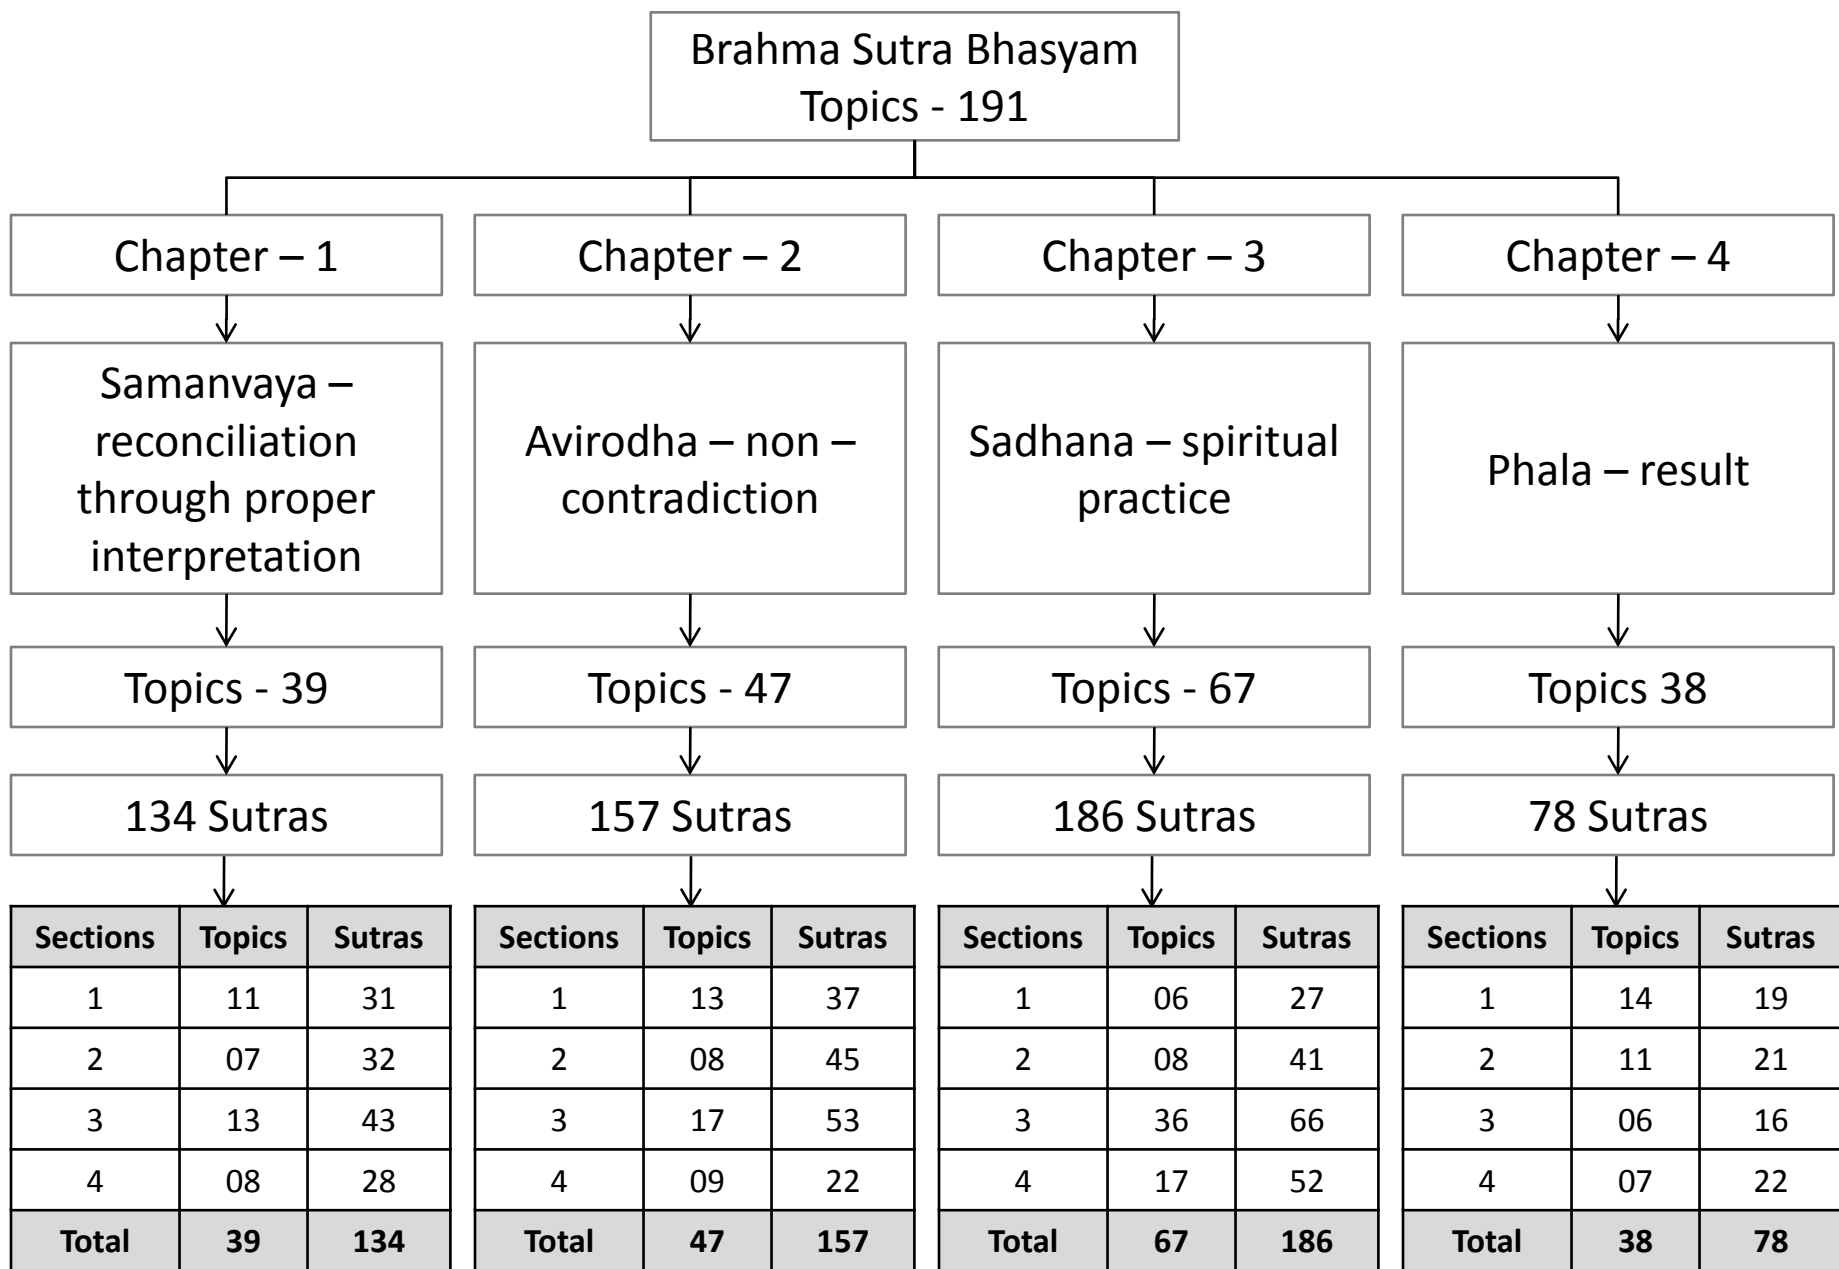 Brahma Sutra Bhasyam
Topics - 191
Chapter – 1
Chapter – 2
Chapter – 3
Chapter – 4
Samanvaya –
reconciliation
through proper
interpretation
Avirodha – non –
contradiction
Sadhana – spiritual
practice
Phala – result
Topics - 39
Topics - 47
Topics - 67
Topics 38
134 Sutras
157 Sutras
186 Sutras
78 Sutras
Sections Topics Sutras
1 11 31
2 07 32
3 13 43
4 08 28
Total 39 134
Sections Topics Sutras
1 13 37
2 08 45
3 17 53
4 09 22
Total 47 157
Sections Topics Sutras
1 06 27
2 08 41
3 36 66
4 17 52
Total 67 186
Sections Topics Sutras
1 14 19
2 11 21
3 06 16
4 07 22
Total 38 78